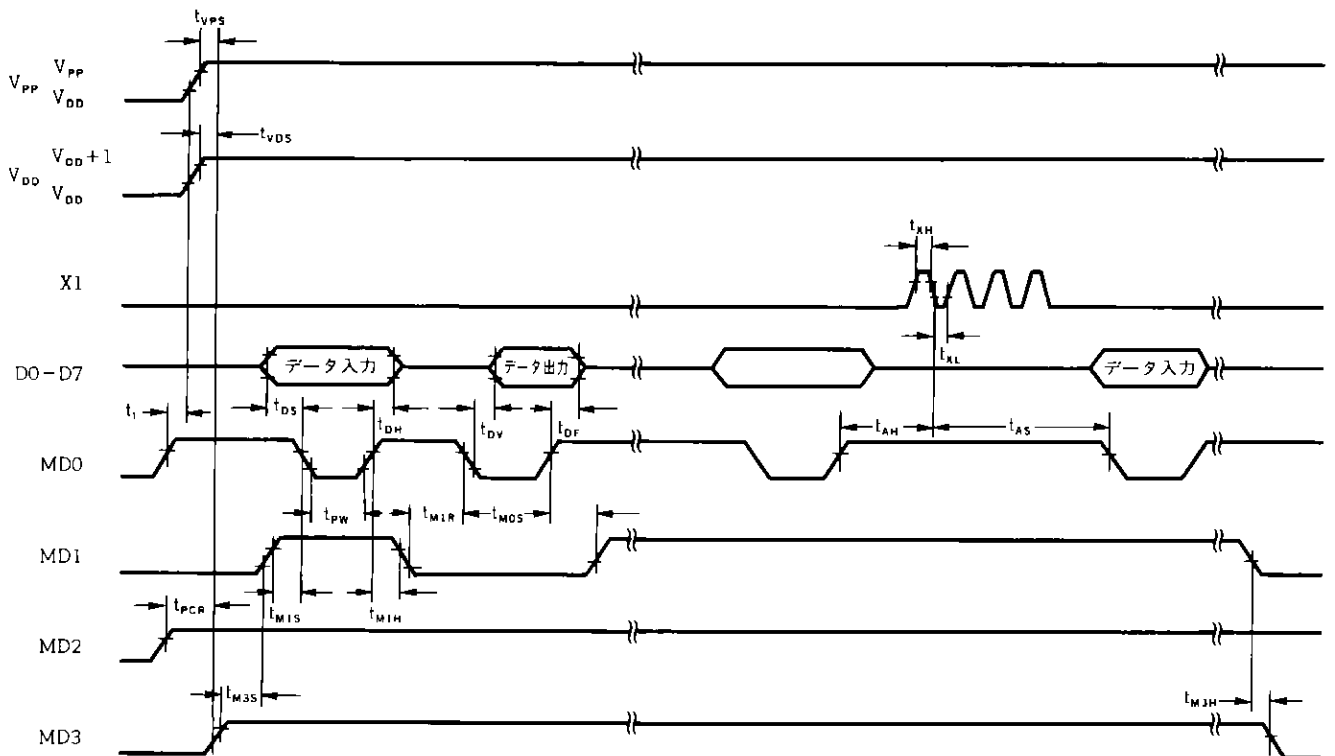 tVPS
VPP
VPP
VDD
tVDS
VDD+1
VDD
VDD
tXH
X1
tXL
D0-D7 データ入力 データ出力 データ入力
t1 tDS tDH tDV tDF tAH tAS
MD0
tPW tM1R tM0S
MD1
tPCR tM1S tM1H
MD2
tM3S tM3H
MD3